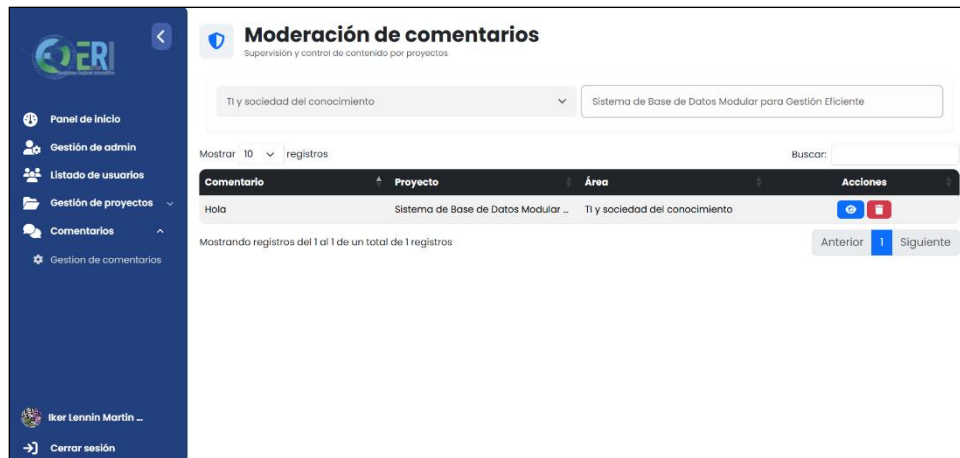 ERI
Moderación de comentarios
Supervisión y control de contenido por proyectos
TI y sociedad del conocimiento
Sistema de Base de Datos Modular para Gestión Eficiente
Panel de inicio
Gestión de admin
Listado de usuarios
Gestión de proyectos
Comentarios
Gestion de comentarios
Mostrar 10 registros
Buscar:
Comentario Proyecto Área Acciones
Hola Sistema de Base de Datos Modular ... TI y sociedad del conocimiento
Mostrando registros del 1 al 1 de un total de 1 registros
Anterior 1 Siguiente
Iker Lennin Martin ...
Cerrar sesión